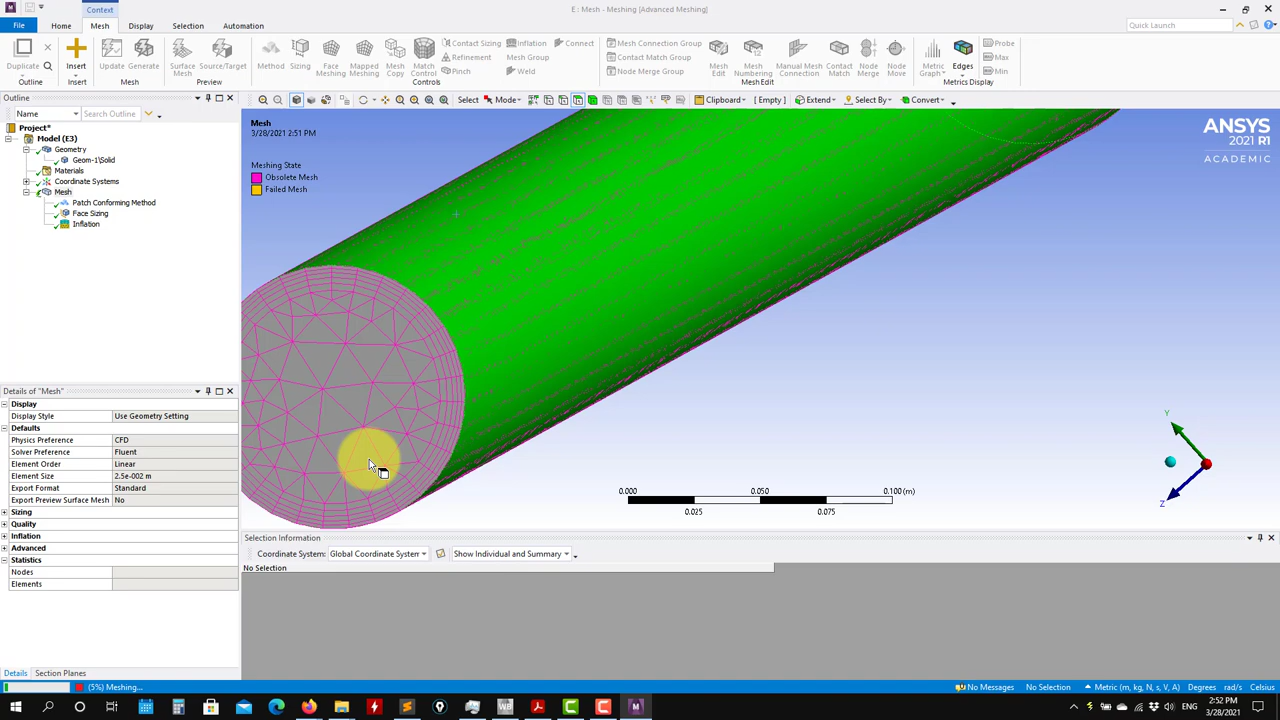 Context
E : Mesh - Meshing [Advanced Meshing]
File
Home
Mesh
Display
Selection
Automation
Quick Launch
Duplicate
Outline
Insert
Insert
Update
Generate
Mesh
Surface
Mesh
Source/Target
Preview
Method
Sizing
Face
Meshing
Mapped
Meshing
Mesh
Copy
Match
Control
Contact Sizing
Refinement
Pinch
Inflation
Mesh Group
Weld
Connect
Controls
Mesh Connection Group
Contact Match Group
Node Merge Group
Mesh
Edit
Mesh
Numbering
Manual Mesh
Connection
Contact
Match
Node
Merge
Node
Move
Mesh Edit
Metric
Graph
Edges
Probe
Max
Min
Metrics Display
Outline
Name
Search Outline
Select
Mode
Clipboard
[ Empty ]
Extend
Select By
Convert
Project*
Model (E3)
Geometry
Geom-1\Solid
Materials
Coordinate Systems
Mesh
Patch Conforming Method
Face Sizing
Inflation
Mesh
3/28/2021 2:51 PM
Meshing State
Obsolete Mesh
Failed Mesh
ANSYS
2021 R1
ACADEMIC
Y
Z
0.000
0.050
0.100(m)
0.025
0.075
Details of "Mesh"
Display
Display Style Use Geometry Setting
Defaults
Physics Preference CFD
Solver Preference Fluent
Element Order Linear
Element Size 2.5e-002 m
Export Format Standard
Export Preview Surface Mesh No
Sizing
Quality
Inflation
Advanced
Statistics
Nodes
Elements
Details
Section Planes
Selection Information
Coordinate System:
Global Coordinate System
Show Individual and Summary
No Selection
(5%) Meshing...
No Messages
No Selection
Metric (m, kg, N, s, V, A)
Degrees
rad/s
Celsius
ENG
2:52 PM
3/28/2021